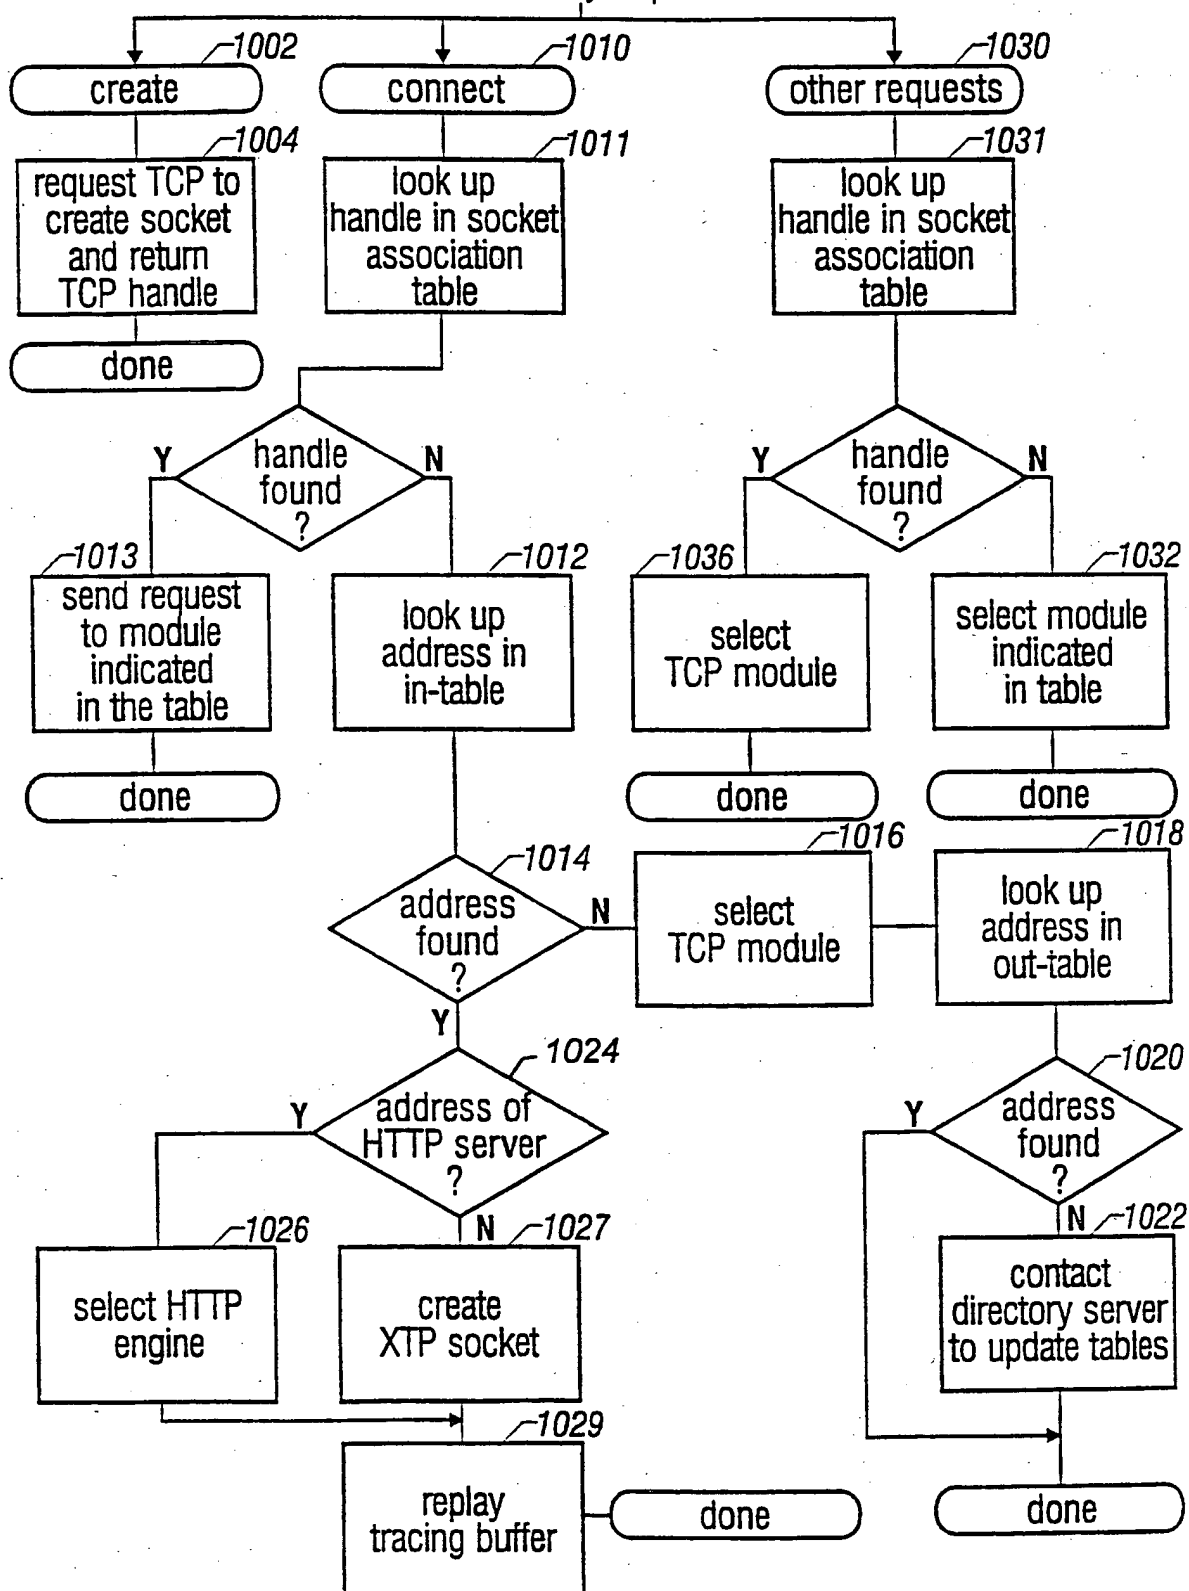 1002
1010
1030
create
connect
other requests
1004
1011
1031
request TCP to
create socket
and return
TCP handle
look up
handle in socket
association
table
look up
handle in socket
association
table
done
Y
handle
found
?
N
Y
handle
found
?
N
1013
1012
1036
1032
send request
to module
indicated
in the table
look up
address in
in-table
select
TCP module
select module
indicated
in table
done
done
done
1014
1016
1018
address
found
?
N
select
TCP module
look up
address in
out-table
Y
1024
1020
Y
address of
HTTP server
?
Y
address
found
?
1026
N
1027
N
1022
select HTTP
engine
create
XTP socket
contact
directory server
to update tables
1029
replay
tracing buffer
done
done